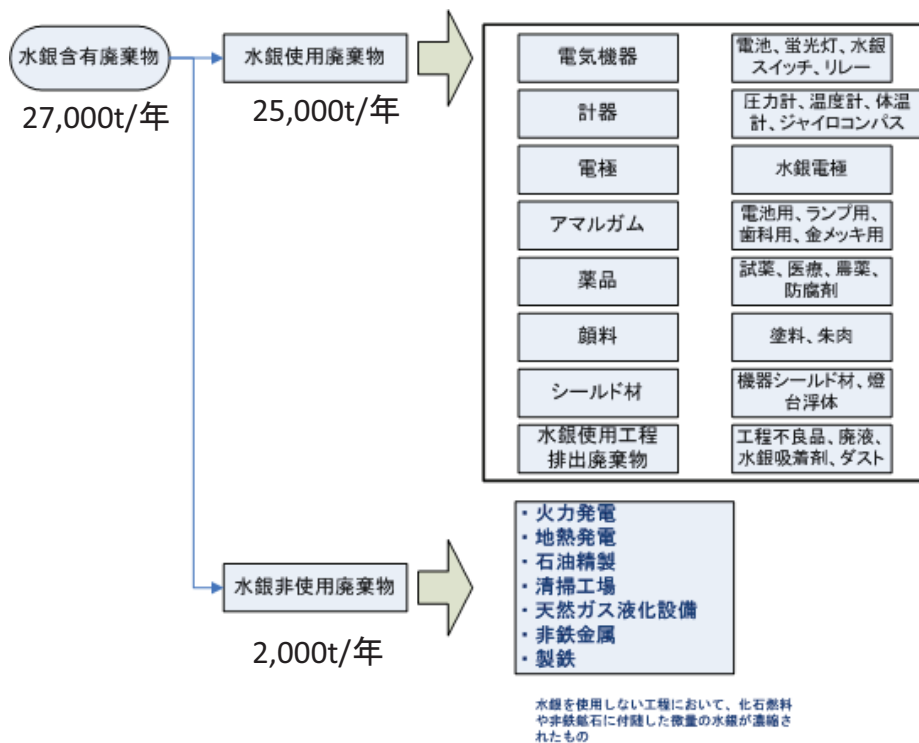 水銀含有廃棄物
27,000t/年
水銀使用廃棄物
25,000t/年
電気機器
電池、蛍光灯、水銀
スイッチ、リレー
計器
圧力計、温度計、体温
計、ジャイロコンパス
電極
水銀電極
アマルガム
電池用、ランプ用、
歯科用、金メッキ用
薬品
試薬、医療、農薬、
防腐剤
顔料
塗料、朱肉
シールド材
機器シールド材、燈
台浮体
水銀使用工程
排出廃棄物
工程不良品、廃液、
水銀吸着剤、ダスト
水銀非使用廃棄物
2,000t/年
・火力発電
・地熱発電
・石油精製
・清掃工場
・天然ガス液化設備
・非鉄金属
・製鉄
水銀を使用しない工程において、化石燃料
や非鉄鉱石に付随した微量の水銀が濃縮さ
れたもの